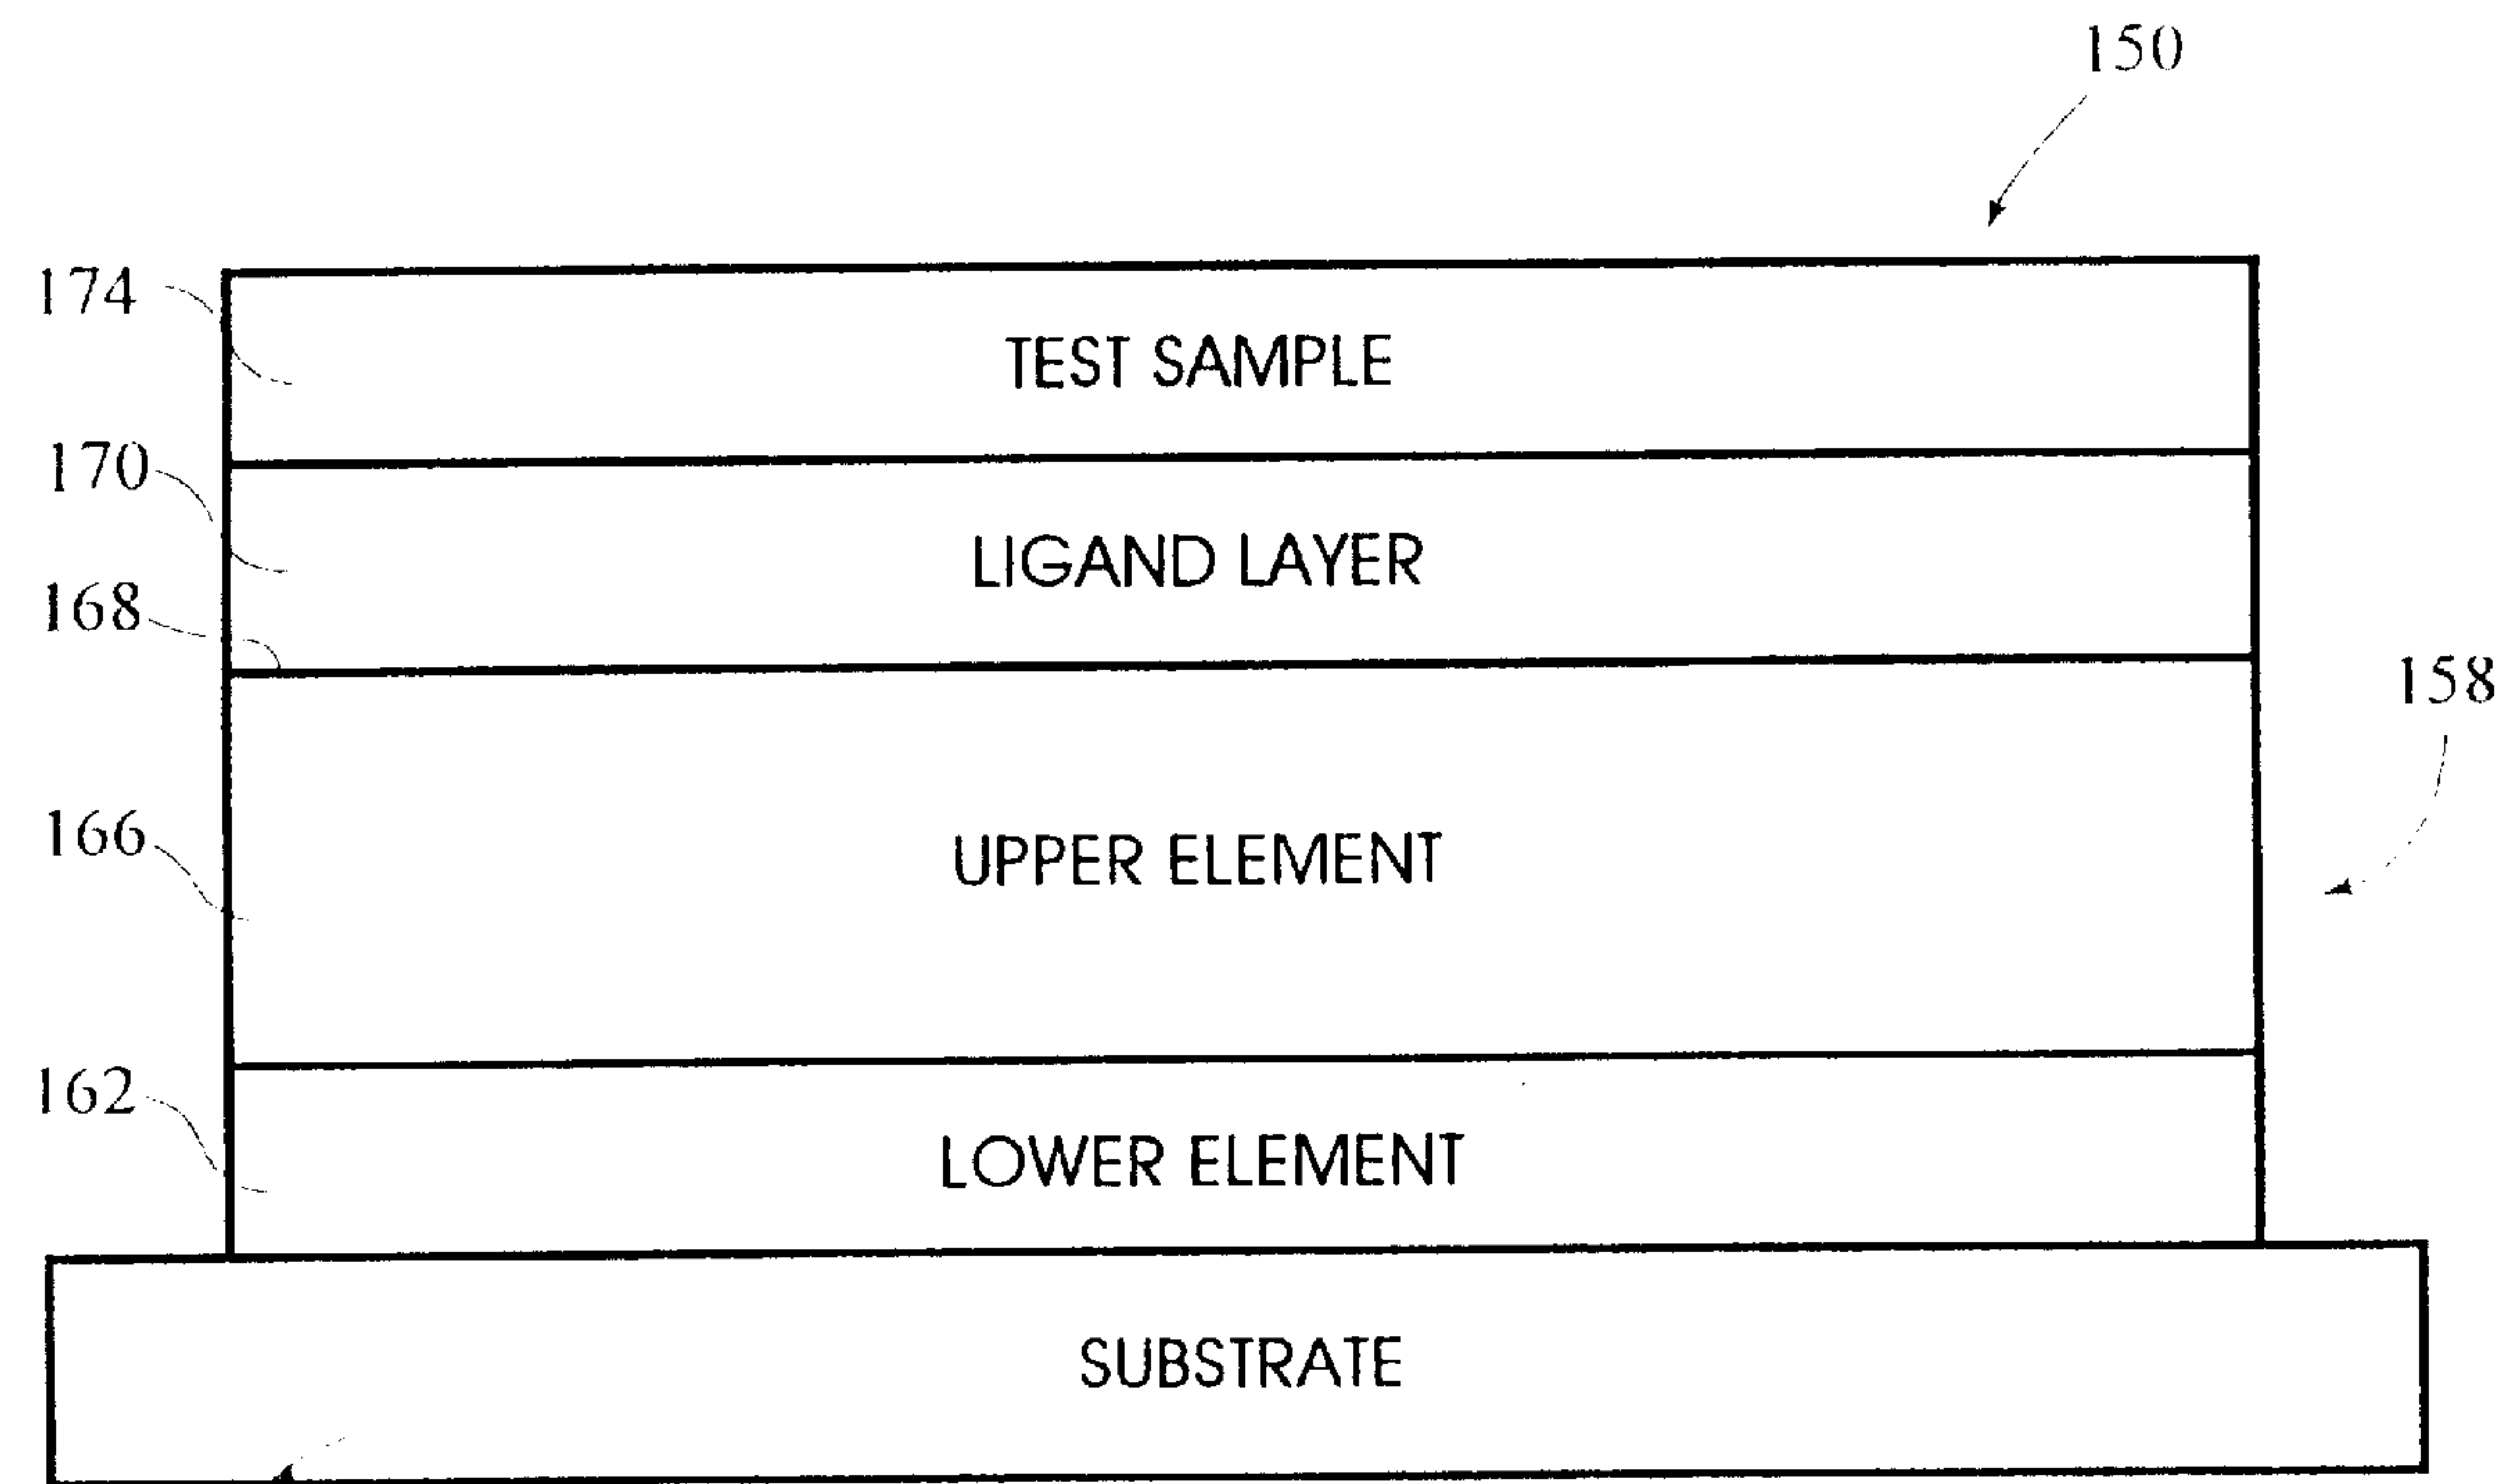 150
174
TEST SAMPLE
170
LIGAND LAYER
168
158
166
UPPER ELEMENT
162
LOWER ELEMENT
SUBSTRATE